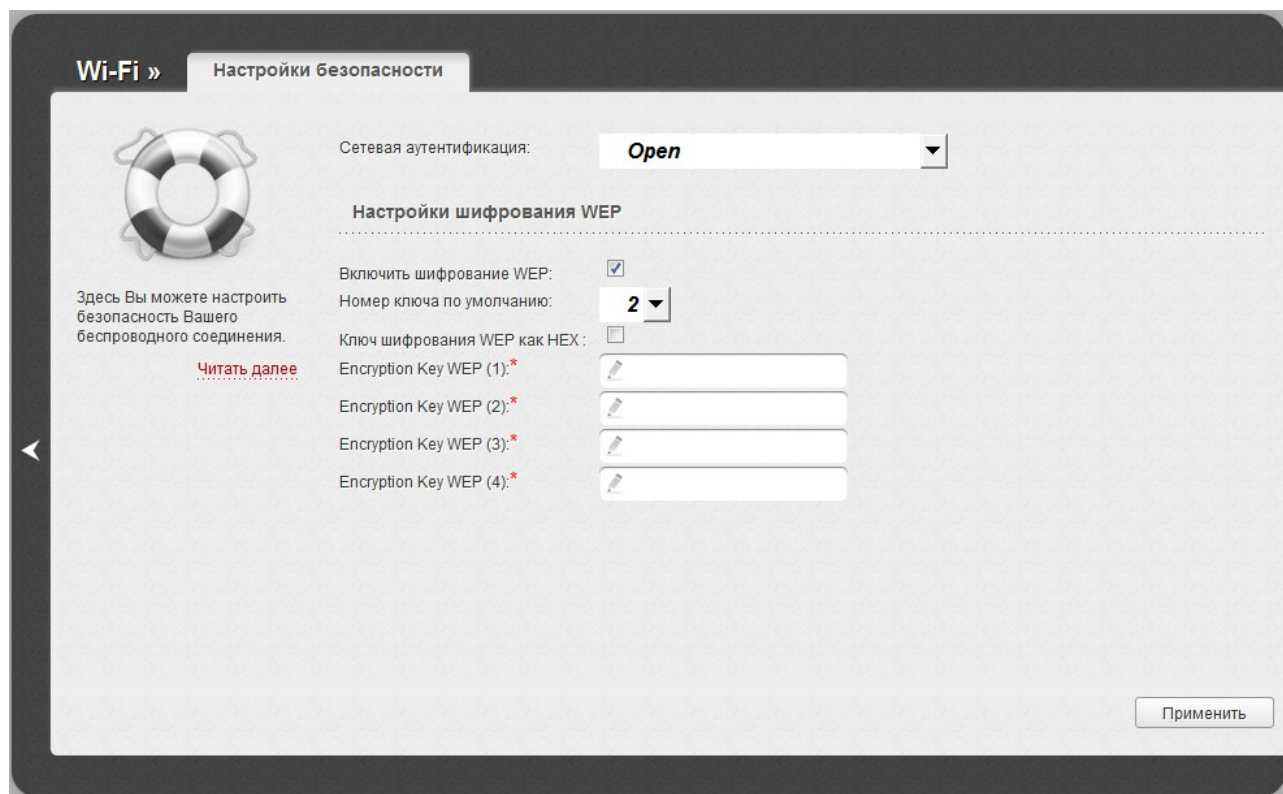 Wi-Fi » Настройки безопасности
Сетевая аутентификация: Open
Настройки шифрования WEP
Здесь Вы можете настроить
безопасность Вашего
беспроводного соединения.
Читать далее
Включить шифрование WEP:
Номер ключа по умолчанию: 2
Ключ шифрования WEP как HEX :
Encryption Key WEP (1):*
Encryption Key WEP (2):*
Encryption Key WEP (3):*
Encryption Key WEP (4):*
Применить